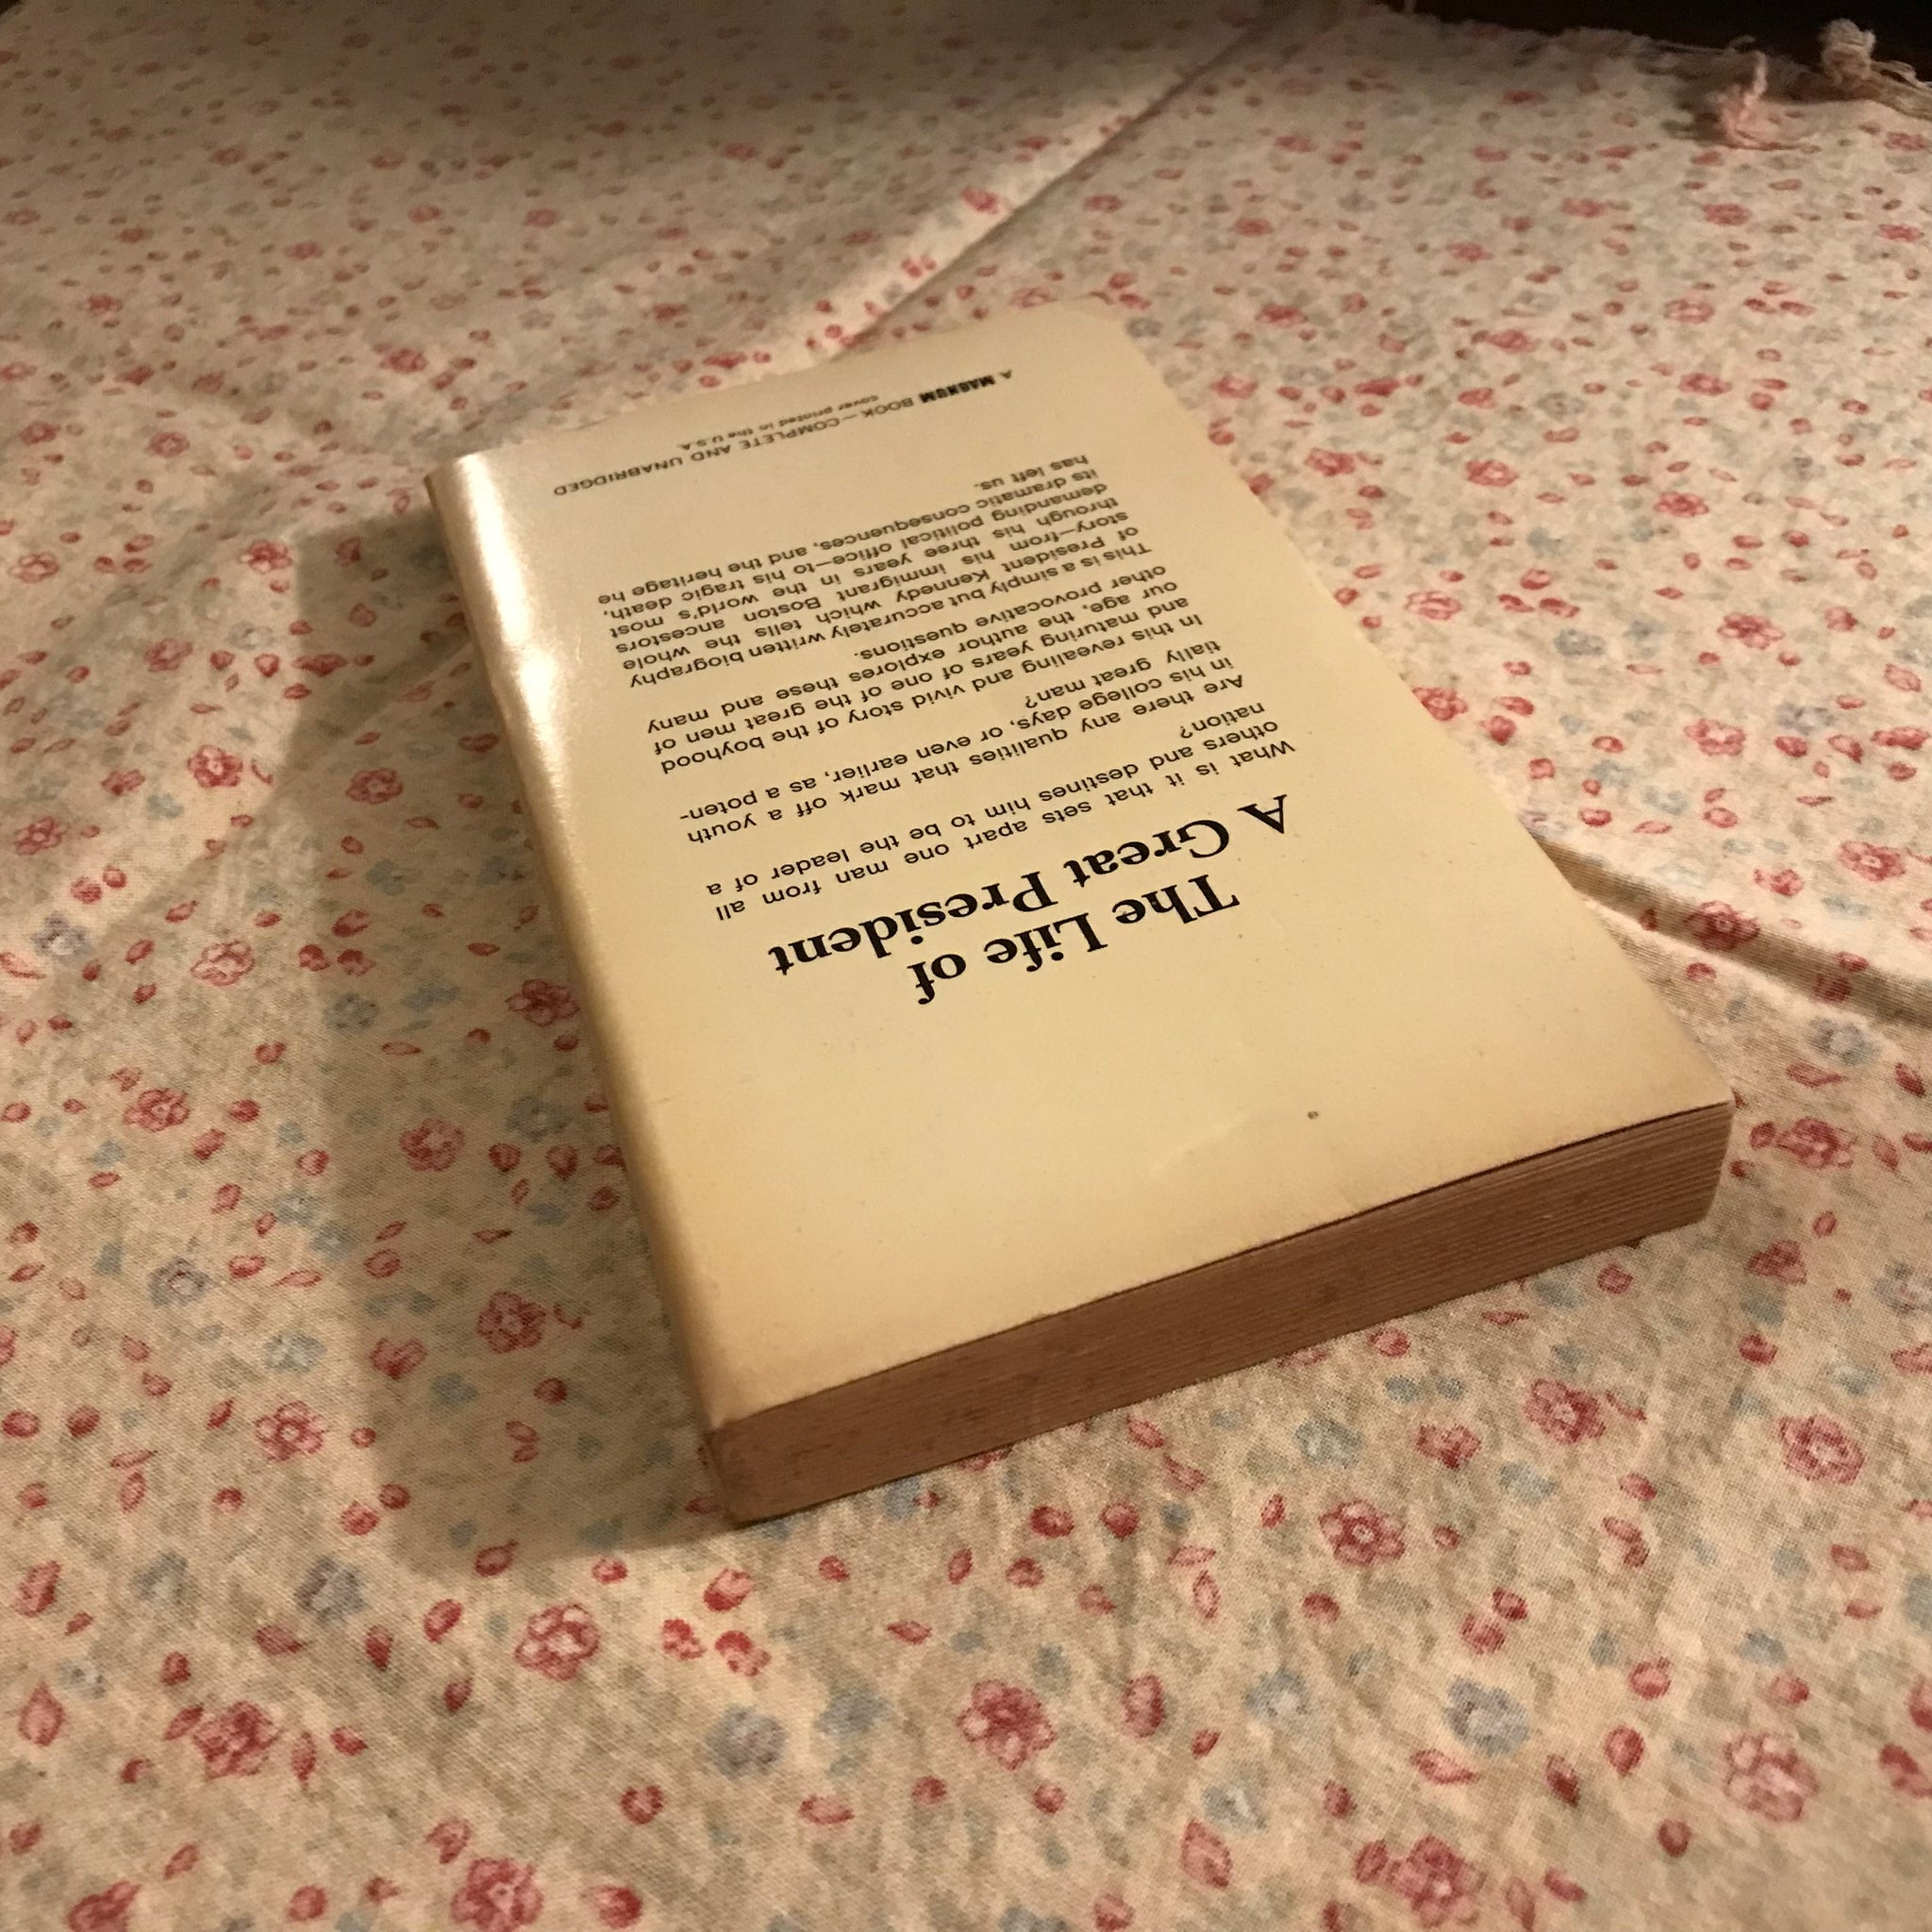 The Life of
A Great President
What is it that sets apart one man from all
others and destines him to be the leader of a
nation?
Are there any qualities that mark off a youth
in his college days, or even earlier, as a poten-
tially great man?
In this revealing and vivid story of the boyhood
and maturing years of one of the great men of
our age, the author explores these and many
other provocative questions.
This is a simply but accurately written biography
of President Kennedy which tells the whole
story—from his immigrant Boston ancestors
through his three years in the world's most
demanding political office—to his tragic death,
its dramatic consequences, and the heritage he
has left us.
A MAGNUM BOOK—COMPLETE AND UNABRIDGED
cover printed in the U.S.A.